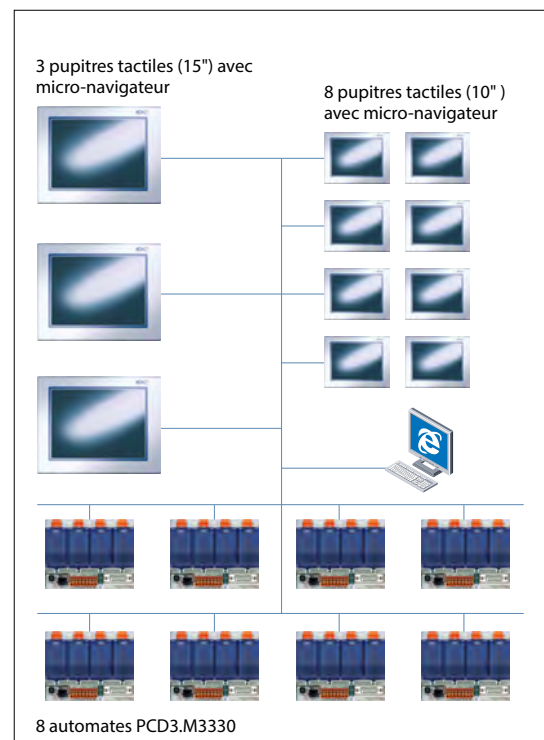 3 pupitres tactiles (15") avec
micro-navigateur
8 pupitres tactiles (10" )
avec micro-navigateur
8 automates PCD3.M3330